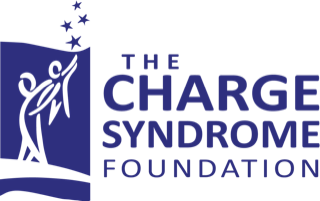 THE
CHARGE
SYNDROME
FOUNDATION